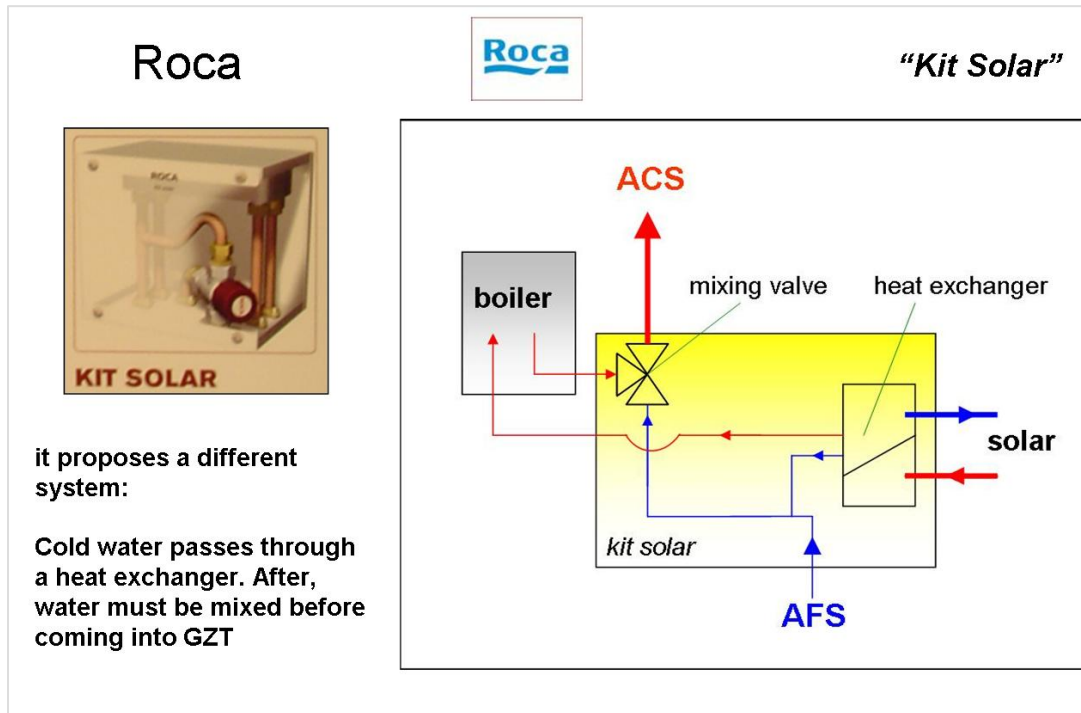 Roca
Roca
“Kit Solar”
ROCA
KIT SOLAR
it proposes a different
system:
Cold water passes through
a heat exchanger. After,
water must be mixed before
coming into GZT
ACS
boiler
mixing valve
heat exchanger
solar
kit solar
AFS